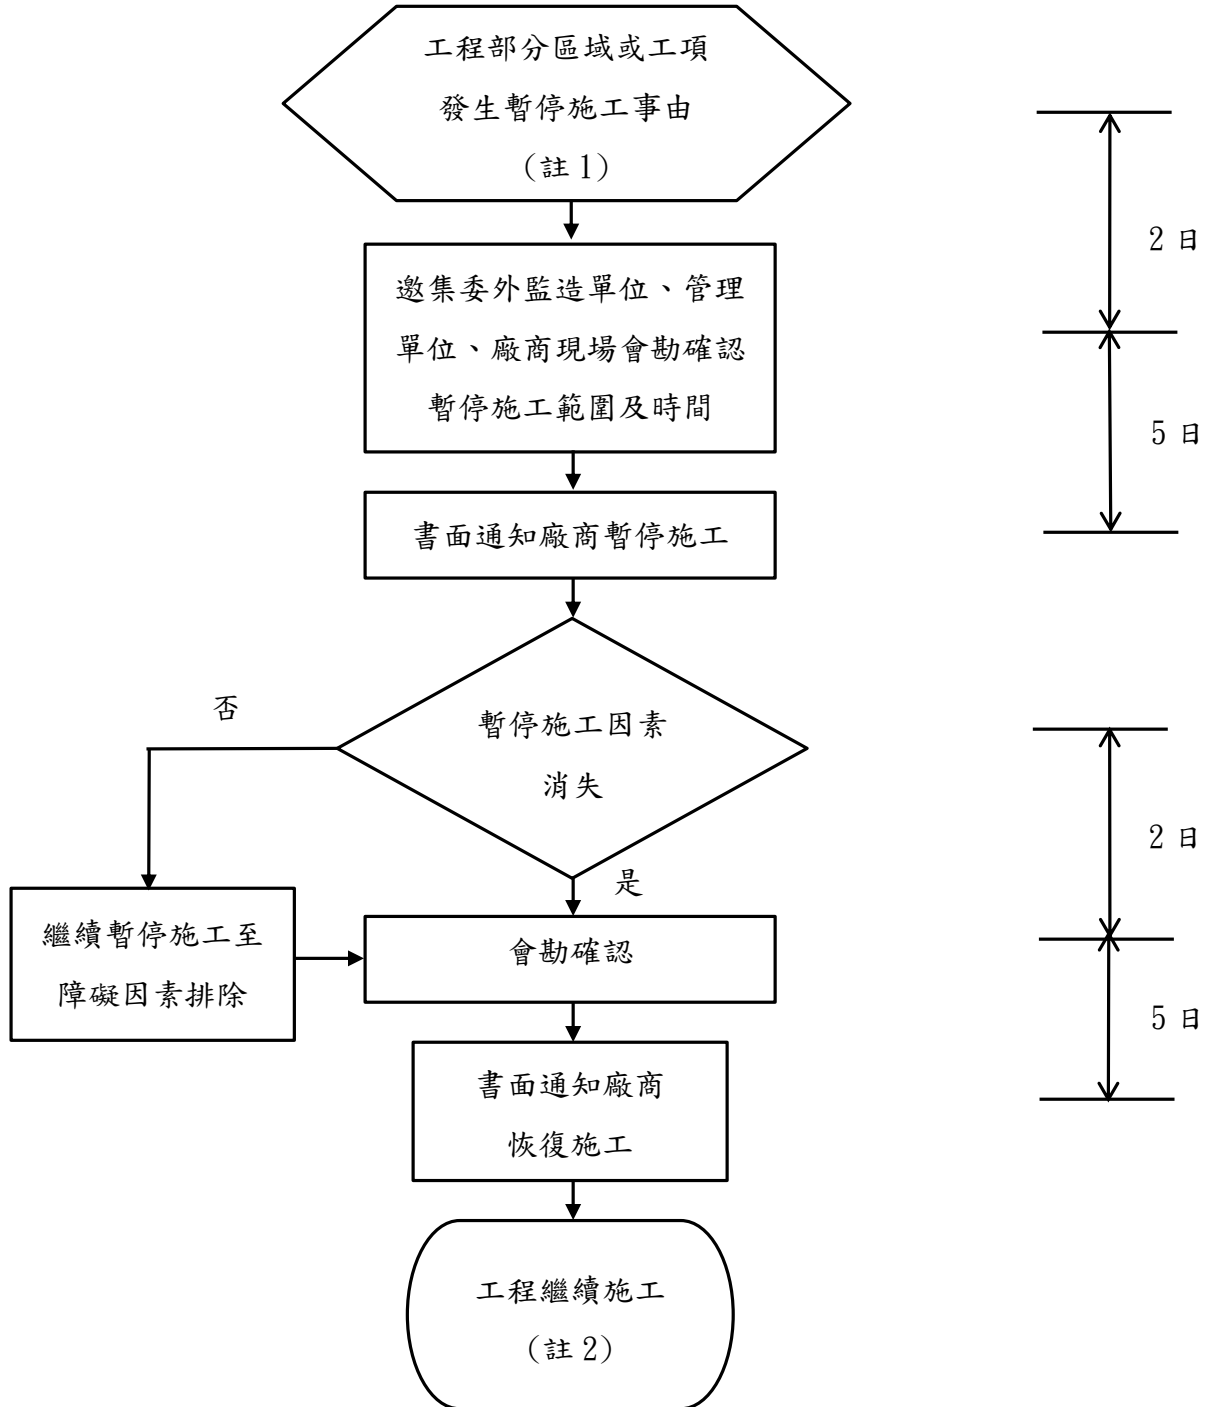 工程部分區域或工項
發生暫停施工事由
(註 1)
2 日
邀集委外監造單位、管理
單位、廠商現場會勘確認
暫停施工範圍及時間
5 日
書面通知廠商暫停施工
否
暫停施工因素
消失
2 日
是
繼續暫停施工至
障礙因素排除
會勘確認
5 日
書面通知廠商
恢復施工
工程繼續施工
(註 2)